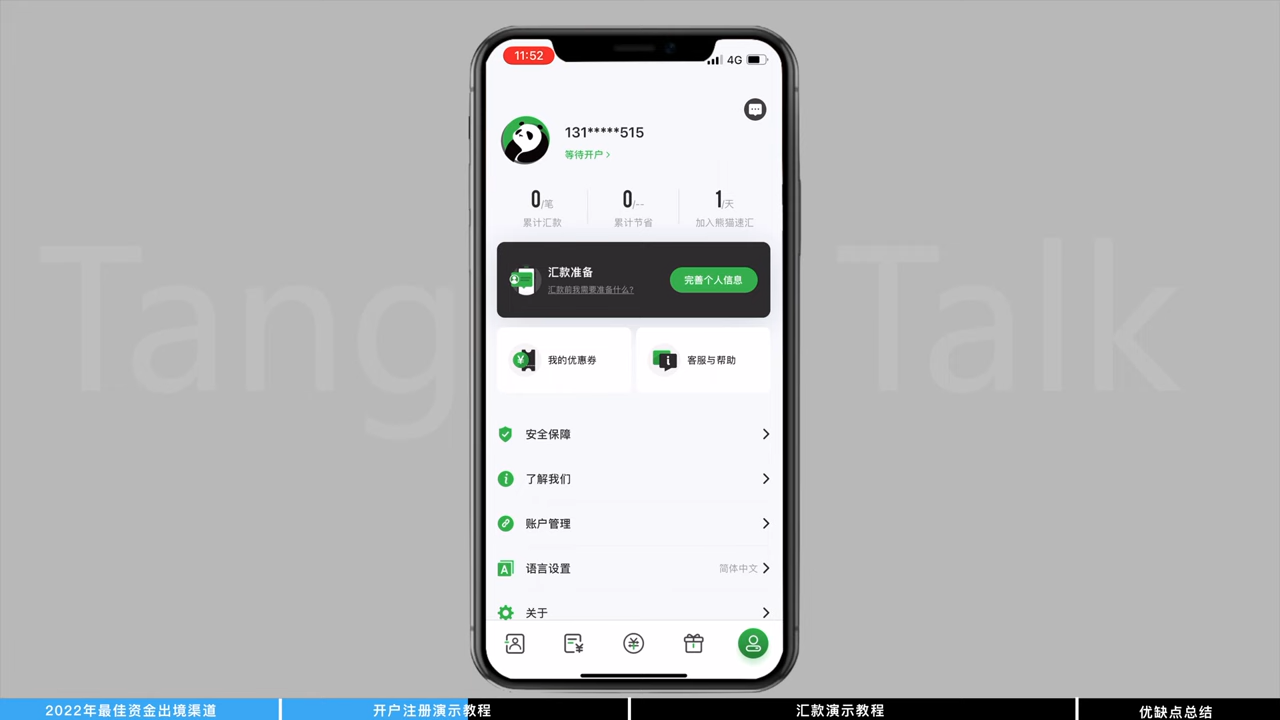 11:52
4G
131*****515
等待开户 >
0/笔
0/--
1/天
累计汇款
累计节省
加入熊猫速汇
汇款准备
汇款前我需要准备什么?
完善个人信息
我的优惠券
客服与帮助
安全保障
了解我们
账户管理
语言设置
简体中文
关于
Tang
Talk
2022年最佳资金出境渠道
开户注册演示教程
汇款演示教程
优缺点总结